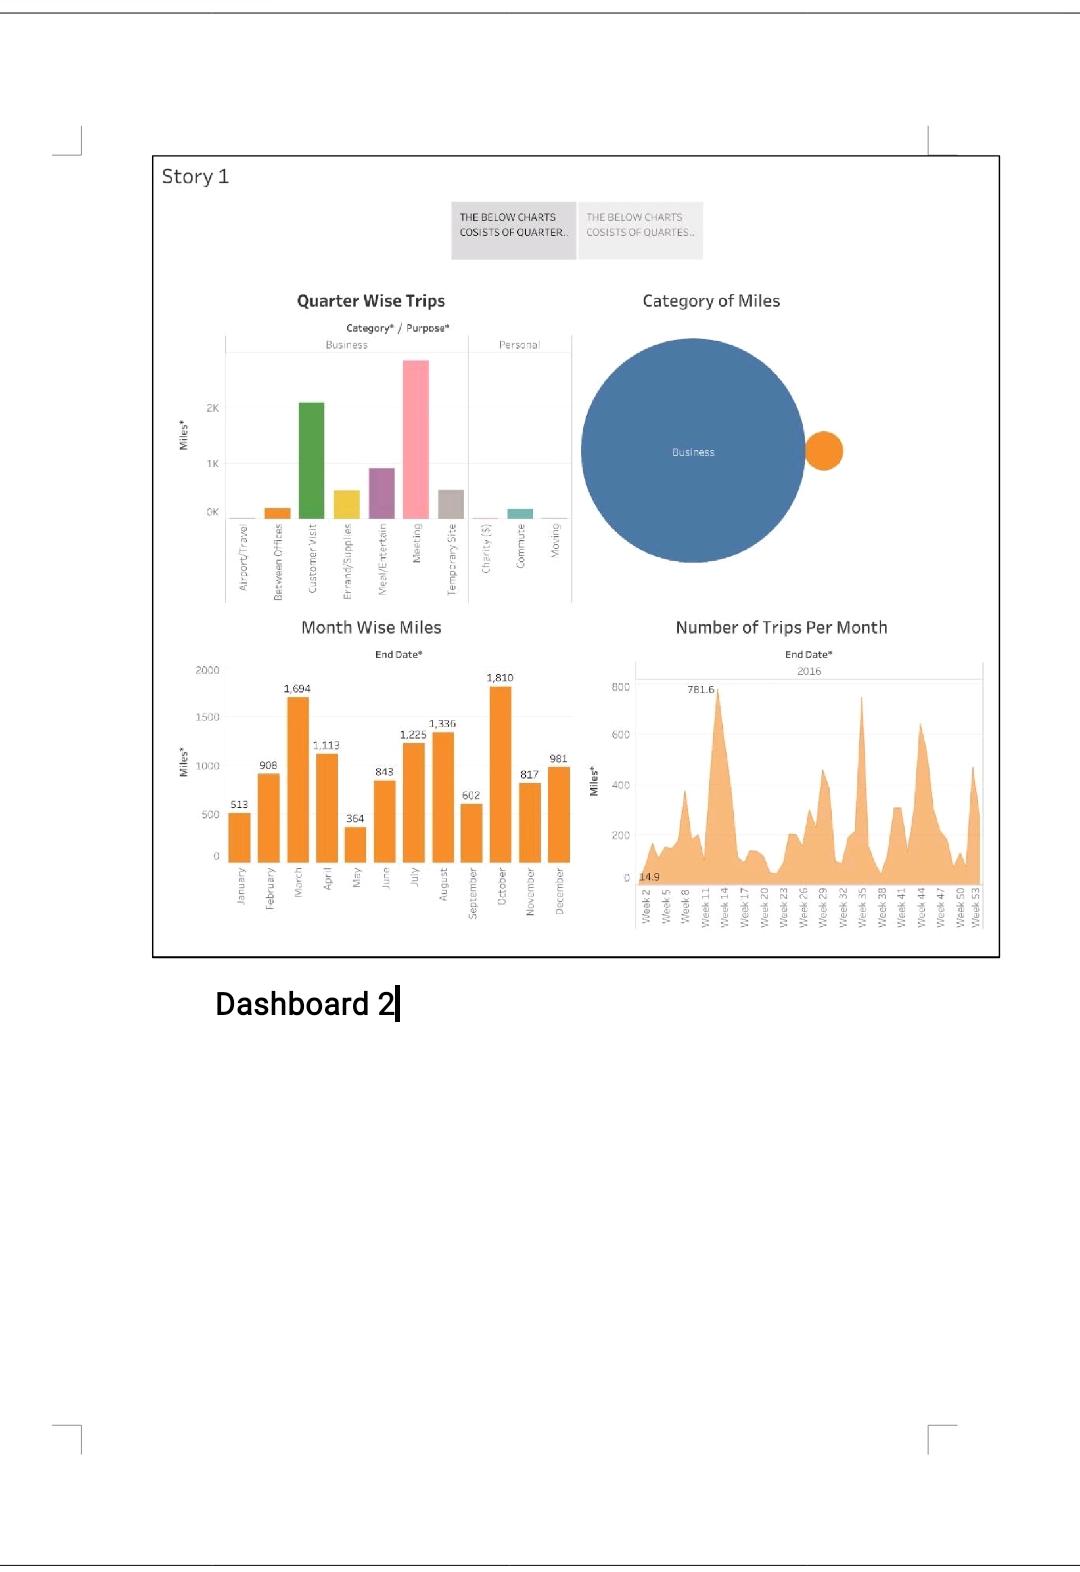 Story 1
THE BELOW CHARTS
COSISTS OF QUARTER..
THE BELOW CHARTS
COSISTS OF QUARTES..
Quarter Wise Trips
Category* / Purpose*
Business
Personal
Miles*
2K
1K
0K
Airport/Travel
Between Offices
Customer Visit
Errand/Supplies
Meal/Entertain
Meeting
Temporary Site
Charity ($)
Commute
Moving
Category of Miles
Business
Month Wise Miles
End Date*
Miles*
2000
1500
1000
500
0
513
908
1,694
1,113
364
843
1,225
1,336
602
1,810
817
981
January
February
March
April
May
June
July
August
September
October
November
December
Number of Trips Per Month
End Date*
2016
Miles*
800
600
400
200
0
781.6
14.9
Week 2
Week 5
Week 8
Week 11
Week 14
Week 17
Week 20
Week 23
Week 26
Week 29
Week 32
Week 35
Week 38
Week 41
Week 44
Week 47
Week 50
Week 53
Dashboard 2